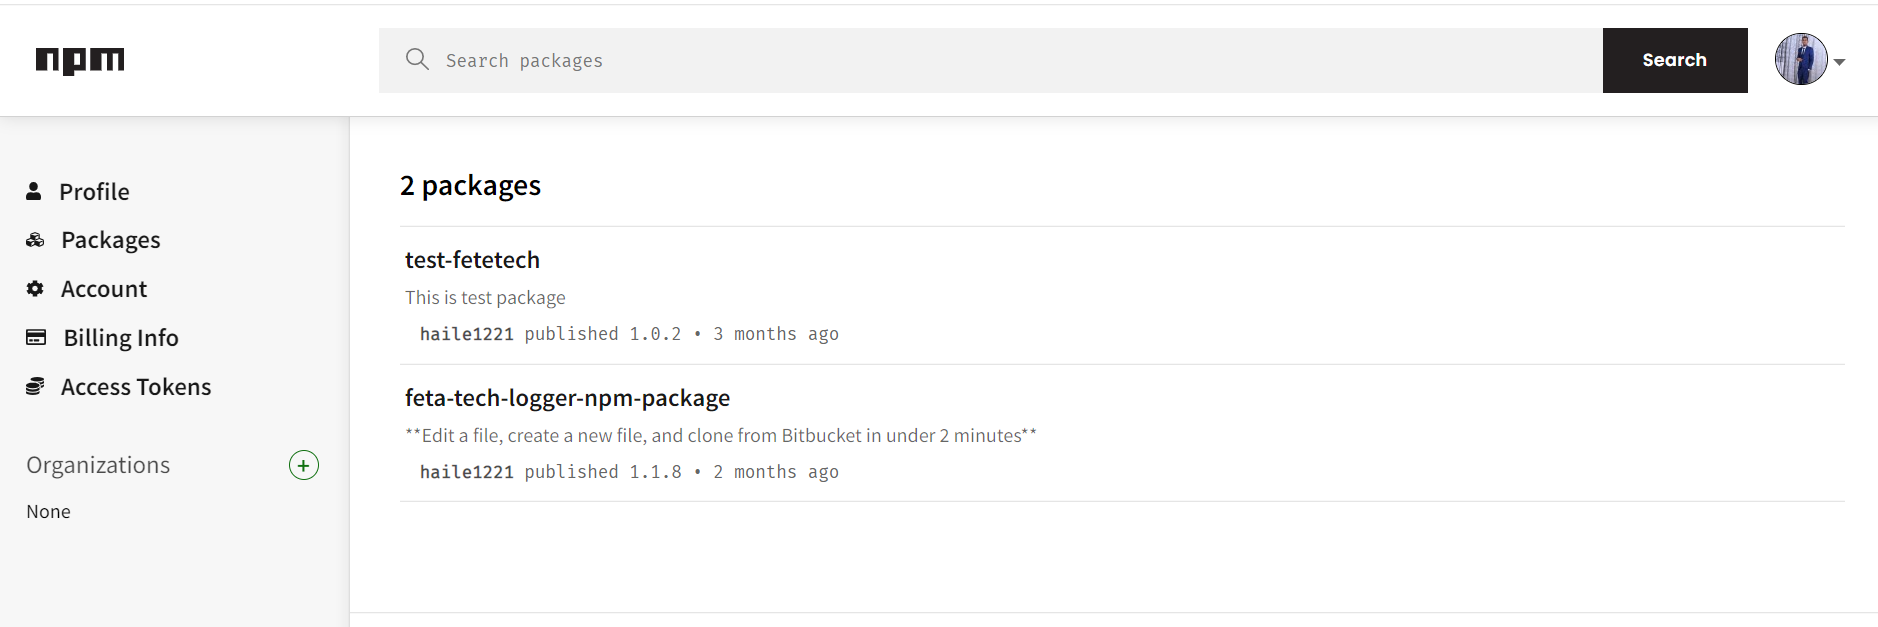 npm
Search packages
Search
Profile
Packages
Account
Billing Info
Access Tokens
Organizations
None
2 packages
test-fetetech
This is test package
haile1221 published 1.0.2 • 3 months ago
feta-tech-logger-npm-package
**Edit a file, create a new file, and clone from Bitbucket in under 2 minutes**
haile1221 published 1.1.8 • 2 months ago